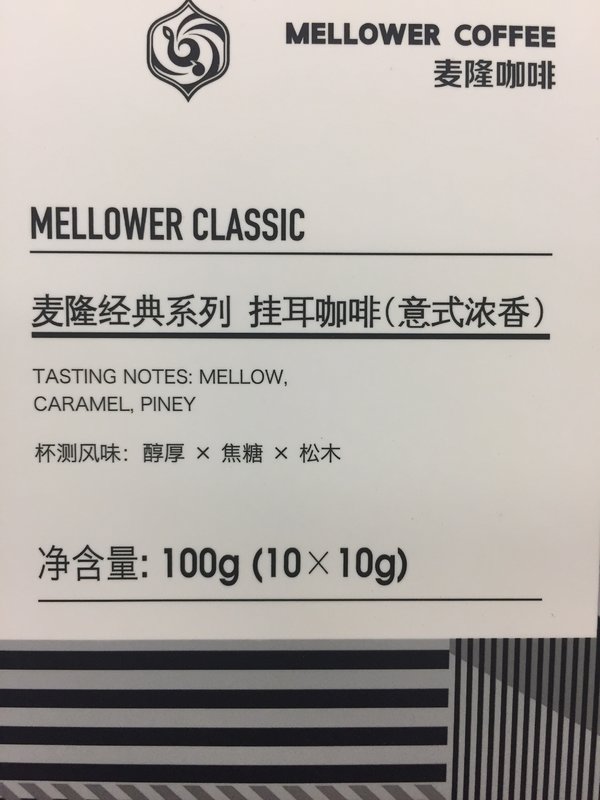 MELLOWER COFFEE
麦隆咖啡
MELLOWER CLASSIC
麦隆经典系列 挂耳咖啡(意式浓香)
TASTING NOTES: MELLOW,
CARAMEL, PINEY
杯测风味: 醇厚 × 焦糖 × 松木
净含量: 100g (10×10g)